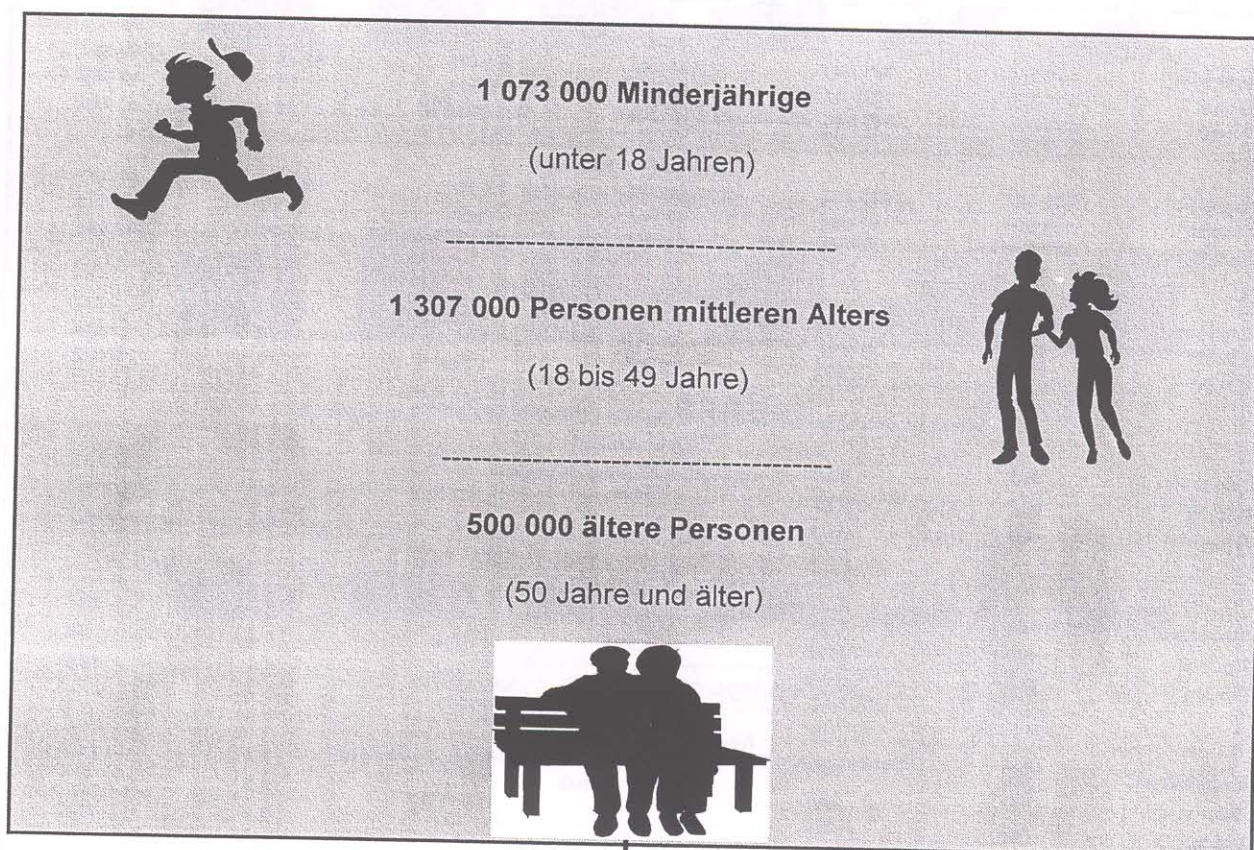 1 073 000 Minderjährige
(unter 18 Jahren)
1 307 000 Personen mittleren Alters
(18 bis 49 Jahre)
500 000 ältere Personen
(50 Jahre und älter)